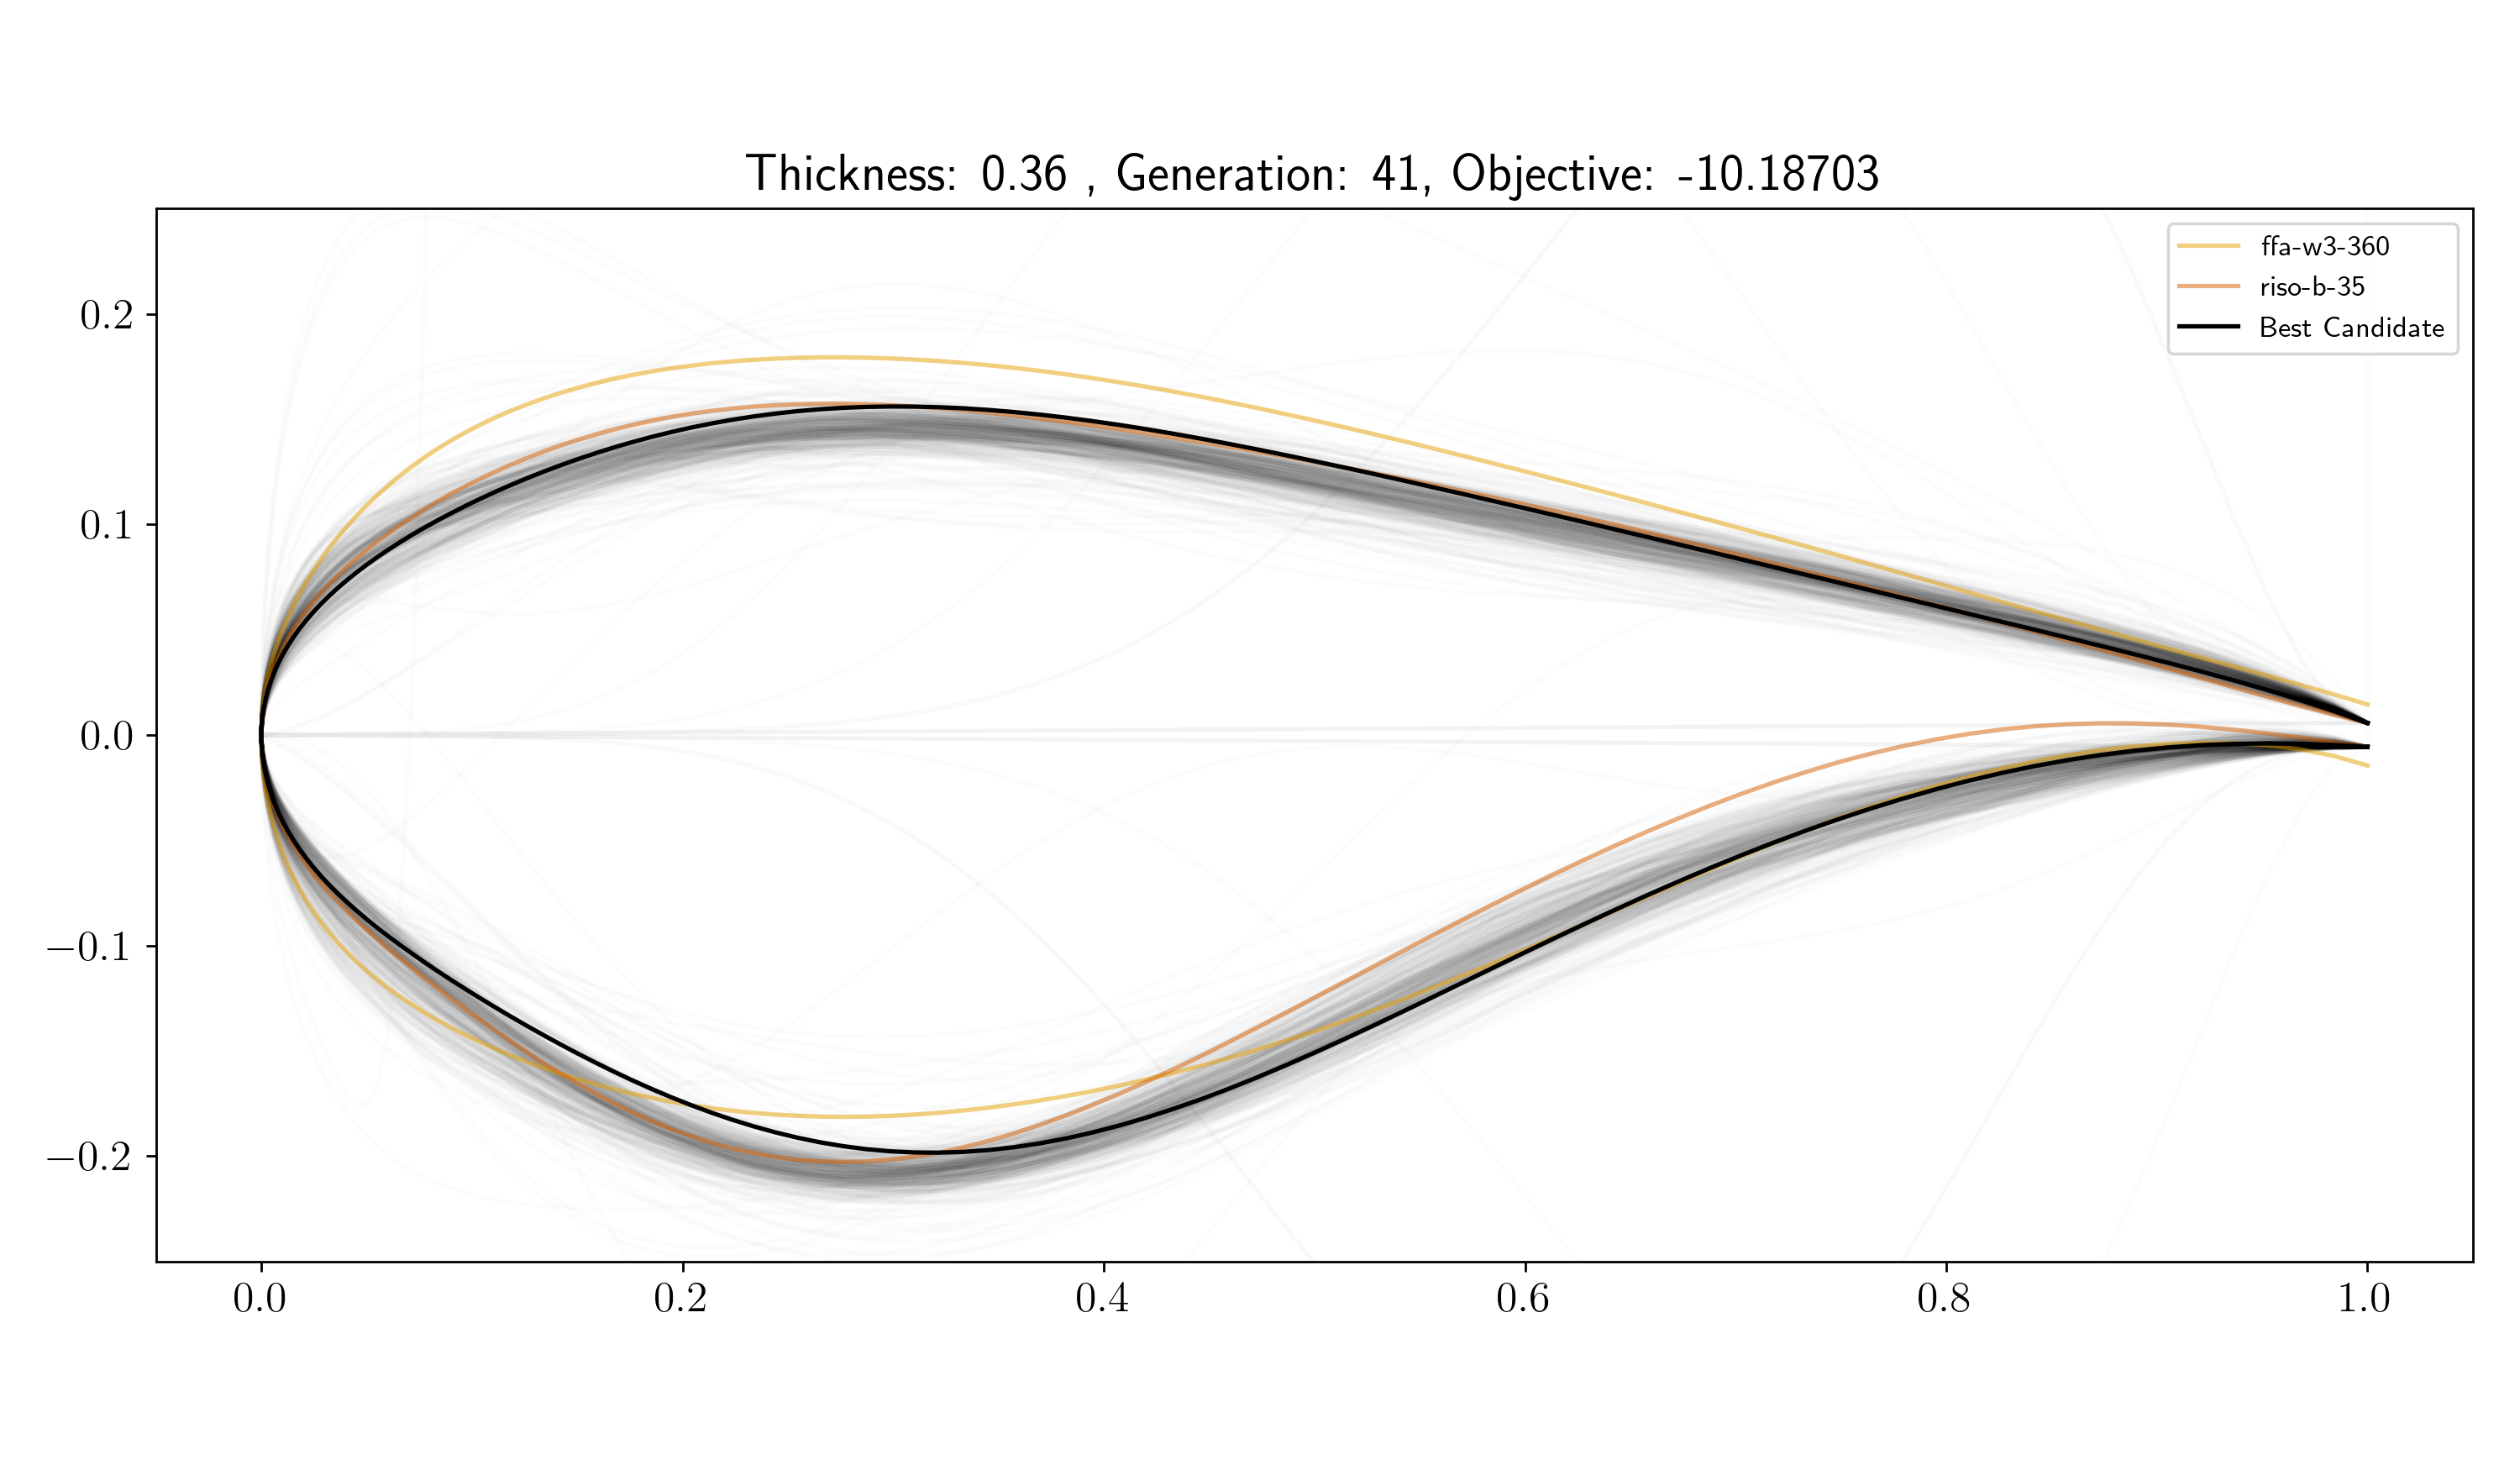 Thickness: 0.36 , Generation: 41, Objective: -10.18703
ffa-w3-360
riso-b-35
Best Candidate
0.2
0.1
0.0
−0.1
−0.2
0.0 0.2 0.4 0.6 0.8 1.0